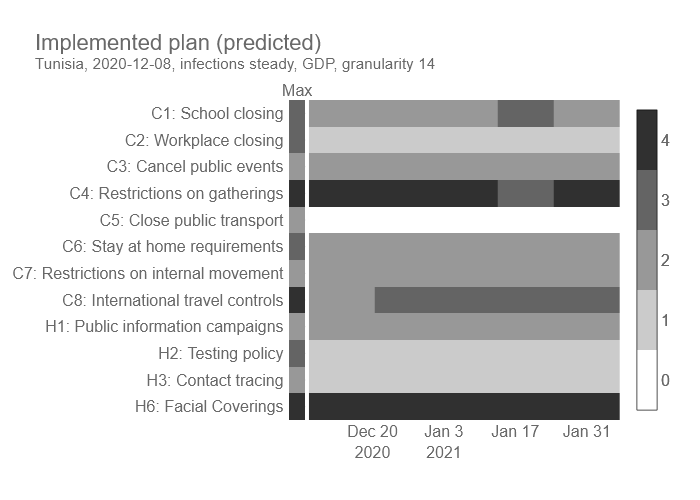 Implemented plan (predicted)
Tunisia, 2020-12-08, infections steady, GDP, granularity 14
Max
C1: School closing
C2: Workplace closing
C3: Cancel public events
C4: Restrictions on gatherings
C5: Close public transport
C6: Stay at home requirements
C7: Restrictions on internal movement
C8: International travel controls
H1: Public information campaigns
H2: Testing policy
H3: Contact tracing
H6: Facial Coverings
4
3
2
1
0
Dec 20 Jan 3 Jan 17 Jan 31
2020 2021